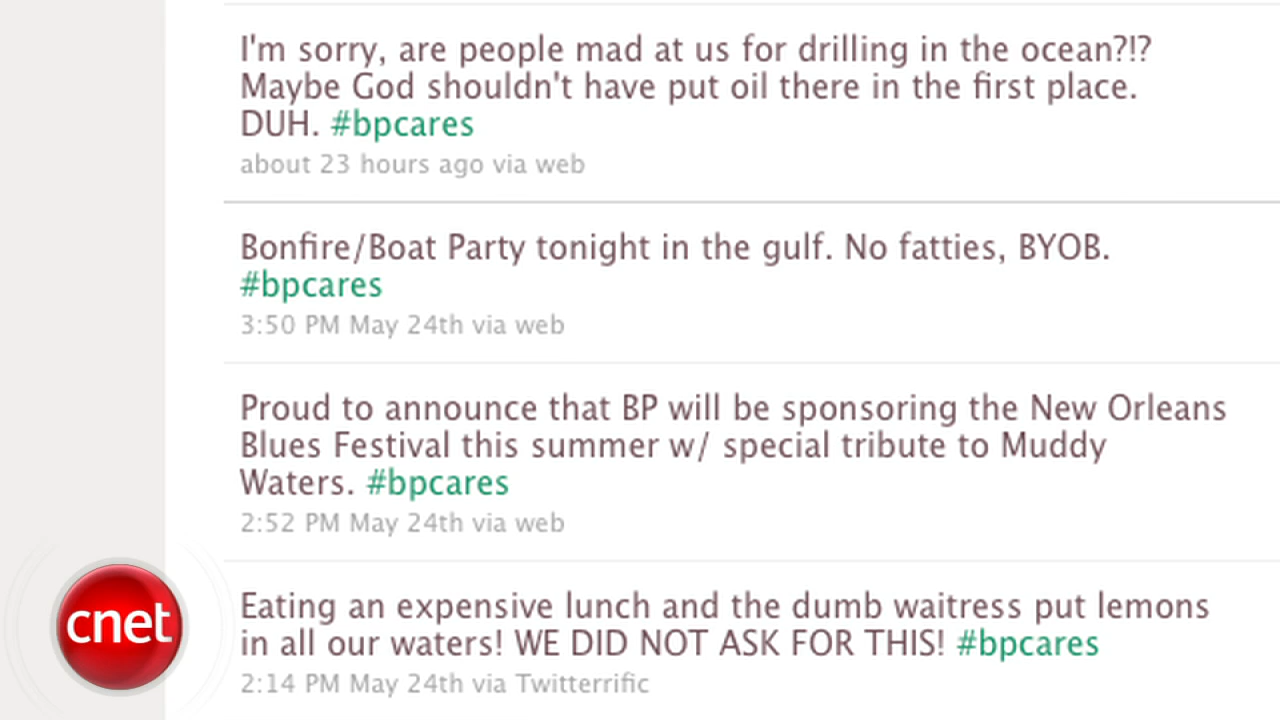 I'm sorry, are people mad at us for drilling in the ocean?!?
Maybe God shouldn't have put oil there in the first place.
DUH. #bpcares
about 23 hours ago via web
Bonfire/Boat Party tonight in the gulf. No fatties, BYOB.
#bpcares
3:50 PM May 24th via web
Proud to announce that BP will be sponsoring the New Orleans
Blues Festival this summer w/ special tribute to Muddy
Waters. #bpcares
2:52 PM May 24th via web
Eating an expensive lunch and the dumb waitress put lemons
in all our waters! WE DID NOT ASK FOR THIS! #bpcares
2:14 PM May 24th via Twitterrific
cnet